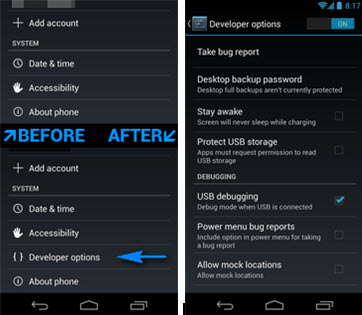 Add account
SYSTEM
Date & time
Accessibility
About phone
BEFORE AFTER
Add account
SYSTEM
Date & time
Accessibility
{ } Developer options
About phone
8:17
Developer options ON
Take bug report
Desktop backup password
Desktop full backups aren't currently protected
Stay awake
Screen will never sleep while charging
Protect USB storage
Apps must request permission to read
USB storage
DEBUGGING
USB debugging
Debug mode when USB is connected
Power menu bug reports
Include option in power menu for taking
a bug report
Allow mock locations
Allow mock locations